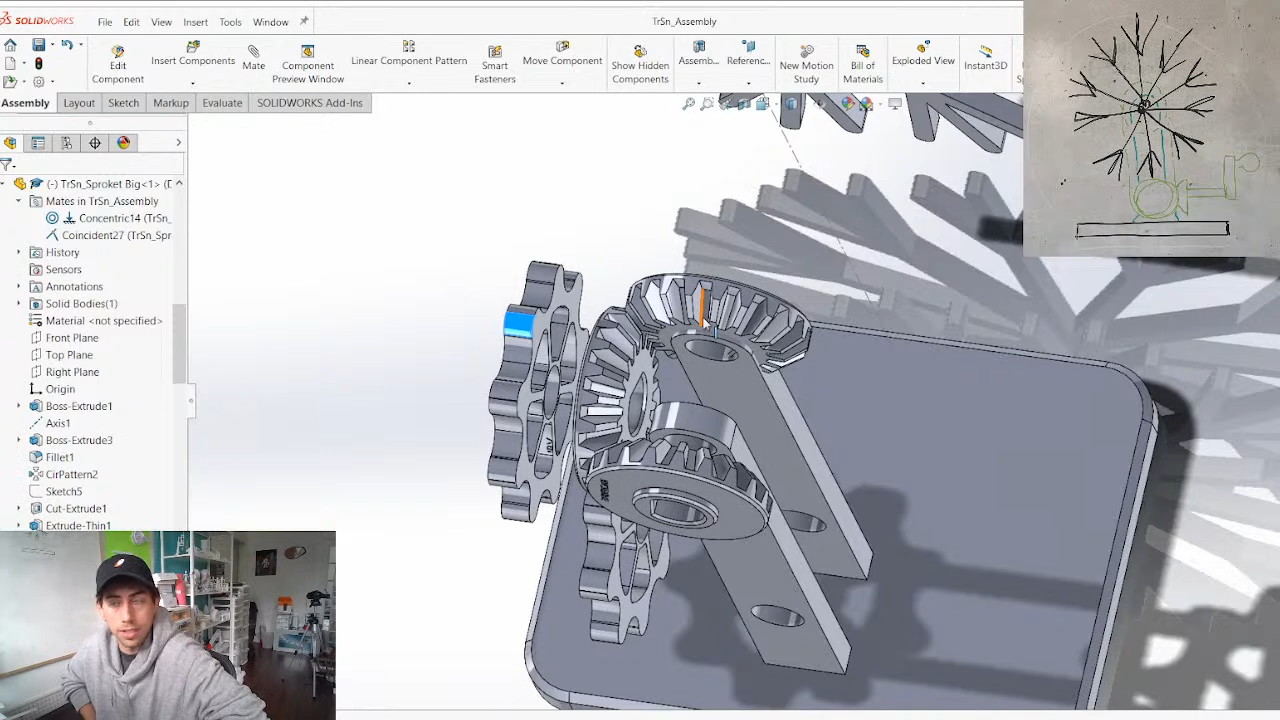 SOLIDWORKS File Edit View Insert Tools Window TrSn_Assembly
Edit Component Insert Components Mate Component Preview Window Linear Component Pattern Smart Fasteners Move Component Show Hidden Components Assemb... Referenc... New Motion Study Bill of Materials Exploded View Instant3D
Assembly Layout Sketch Markup Evaluate SOLIDWORKS Add-Ins
(-) TrSn_Sproket Big<1> (D
Mates in TrSn_Assembly
Concentric14 (TrSn_
Coincident27 (TrSn_Spr
History
Sensors
Annotations
Solid Bodies(1)
Material <not specified>
Front Plane
Top Plane
Right Plane
Origin
Boss-Extrude1
Axis1
Boss-Extrude3
Fillet1
CirPattern2
Sketch5
Cut-Extrude1
Extrude-Thin1